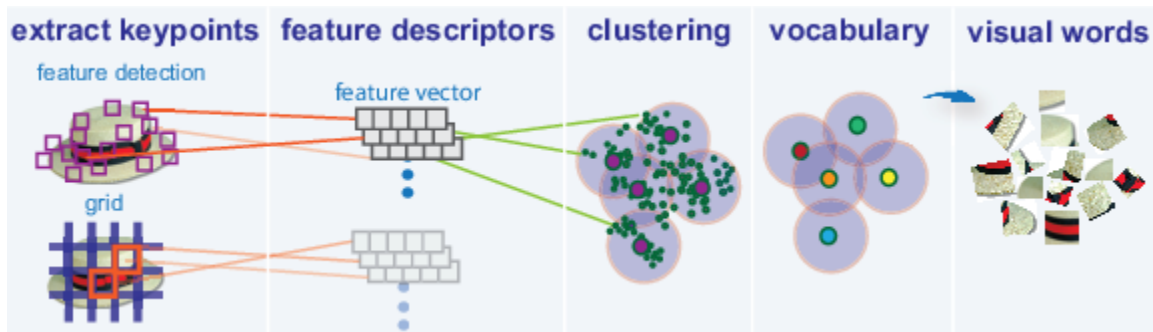 extract keypoints
feature descriptors
clustering
vocabulary
visual words
feature detection
feature vector
grid